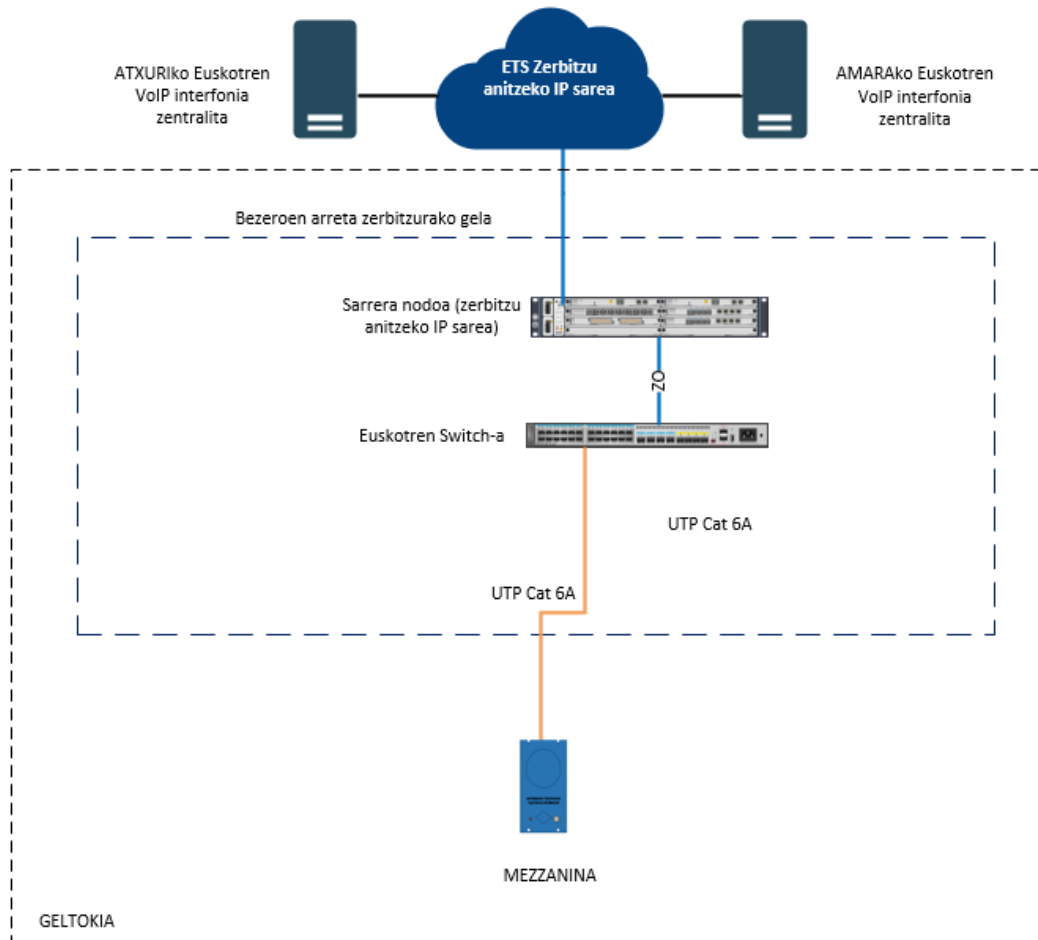 ATXURIko Euskotren
VoIP interfonia
zentralita
ETS Zerbitzu
anitzeko IP sarea
AMARAko Euskotren
VoIP interfonia
zentralita
Bezeroen arreta zerbitzurako gela
Sarrera nodoa (zerbitzu
anitzeko IP sarea)
ZO
Euskotren Switch-a
UTP Cat 6A
UTP Cat 6A
MEZZANINA
GELTOKIA